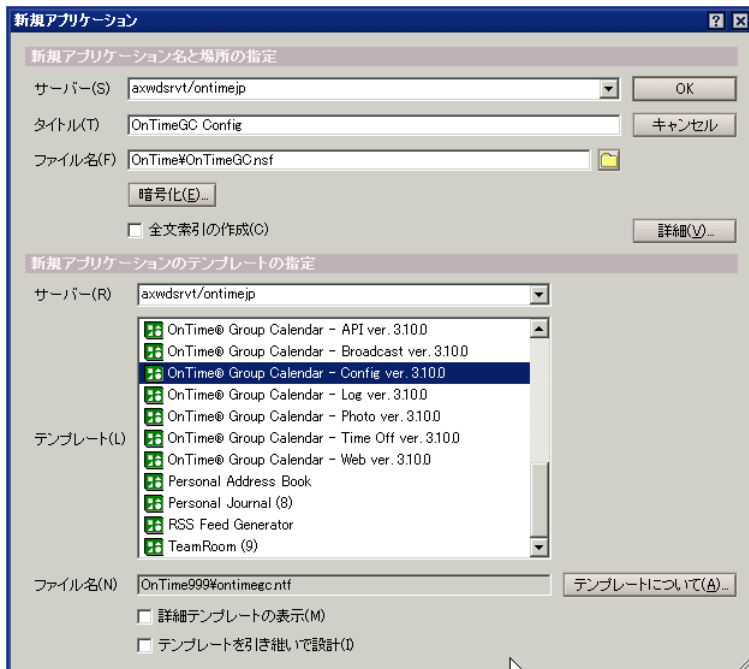 新規アプリケーション
新規アプリケーション名と場所の指定
サーバー(S) axwdsrvt/ontimejp OK
タイトル(T) OnTimeGC Config キャンセル
ファイル名(F) OnTime¥OnTimeGC.nsf
暗号化(E)...
全文索引の作成(C) 詳細(V)...
新規アプリケーションのテンプレートの指定
サーバー(R) axwdsrvt/ontimejp
OnTime® Group Calendar - API ver. 3.10.0
OnTime® Group Calendar - Broadcast ver. 3.10.0
OnTime® Group Calendar - Config ver. 3.10.0
OnTime® Group Calendar - Log ver. 3.10.0
OnTime® Group Calendar - Photo ver. 3.10.0
テンプレート(L) OnTime® Group Calendar - Time Off ver. 3.10.0
OnTime® Group Calendar - Web ver. 3.10.0
Personal Address Book
Personal Journal (8)
RSS Feed Generator
TeamRoom (9)
ファイル名(N) OnTime999¥ontimegc.ntf テンプレートについて(A)...
詳細テンプレートの表示(M)
テンプレートを引き継いで設計(I)